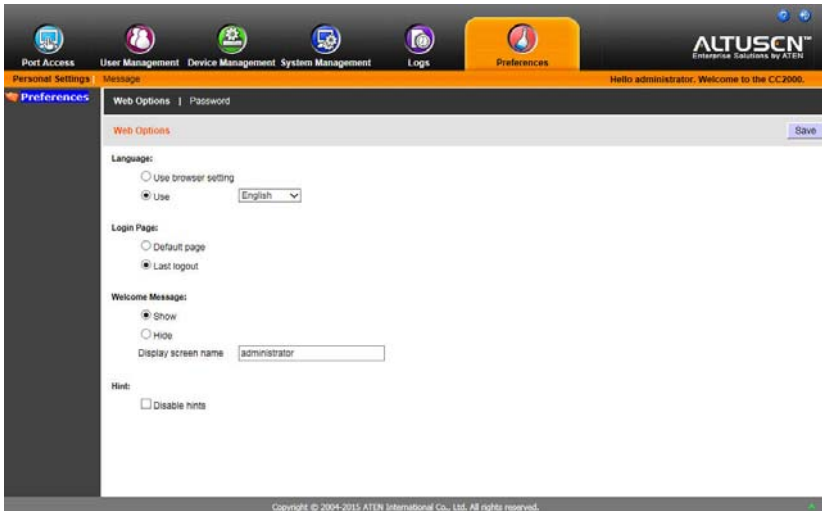 Port Access User Management Device Management System Management Logs Preferences
ALTUSEN™
Enterprise Solutions by ATEN
Personal Settings | Message
Hello administrator, Welcome to the CC2000.
Preferences
Web Options | Password
Web Options
Save
Language:
Use browser setting
Use English
Login Page:
Default page
Last logout
Welcome Message:
Show
Hide
Display screen name administrator
Hint:
Disable hints
Copyright © 2004-2015 ATEN International Co., Ltd. All rights reserved.